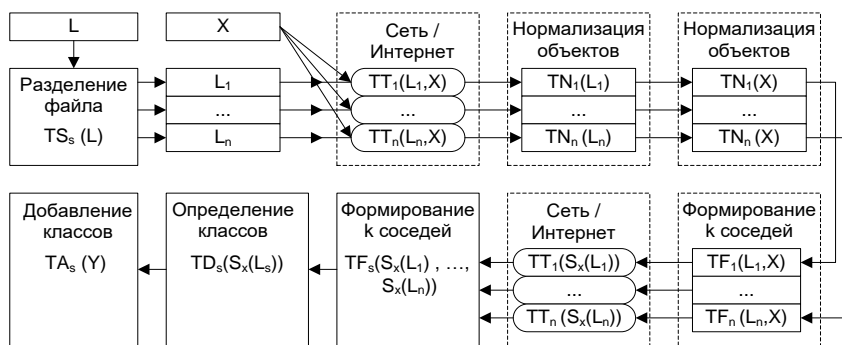 L
X
Сеть /
Интернет
Нормализация
объектов
Нормализация
объектов
Разделение
файла
TSs (L)
L1
...
Ln
TT1(L1,X)
...
TTn(Ln,X)
TN1(L1)
...
TNn (Ln)
TN1(X)
...
TNn (X)
Добавление
классов
TAs (Y)
Определение
классов
TDs(Sx(Ls))
Формирование
k соседей
TFs(Sx(L1) , ...,
Sx(Ln))
Сеть /
Интернет
TT1(Sx(L1))
...
TTn (Sx(Ln))
Формирование
k соседей
TF1(L1,X)
...
TFn (Ln,X)